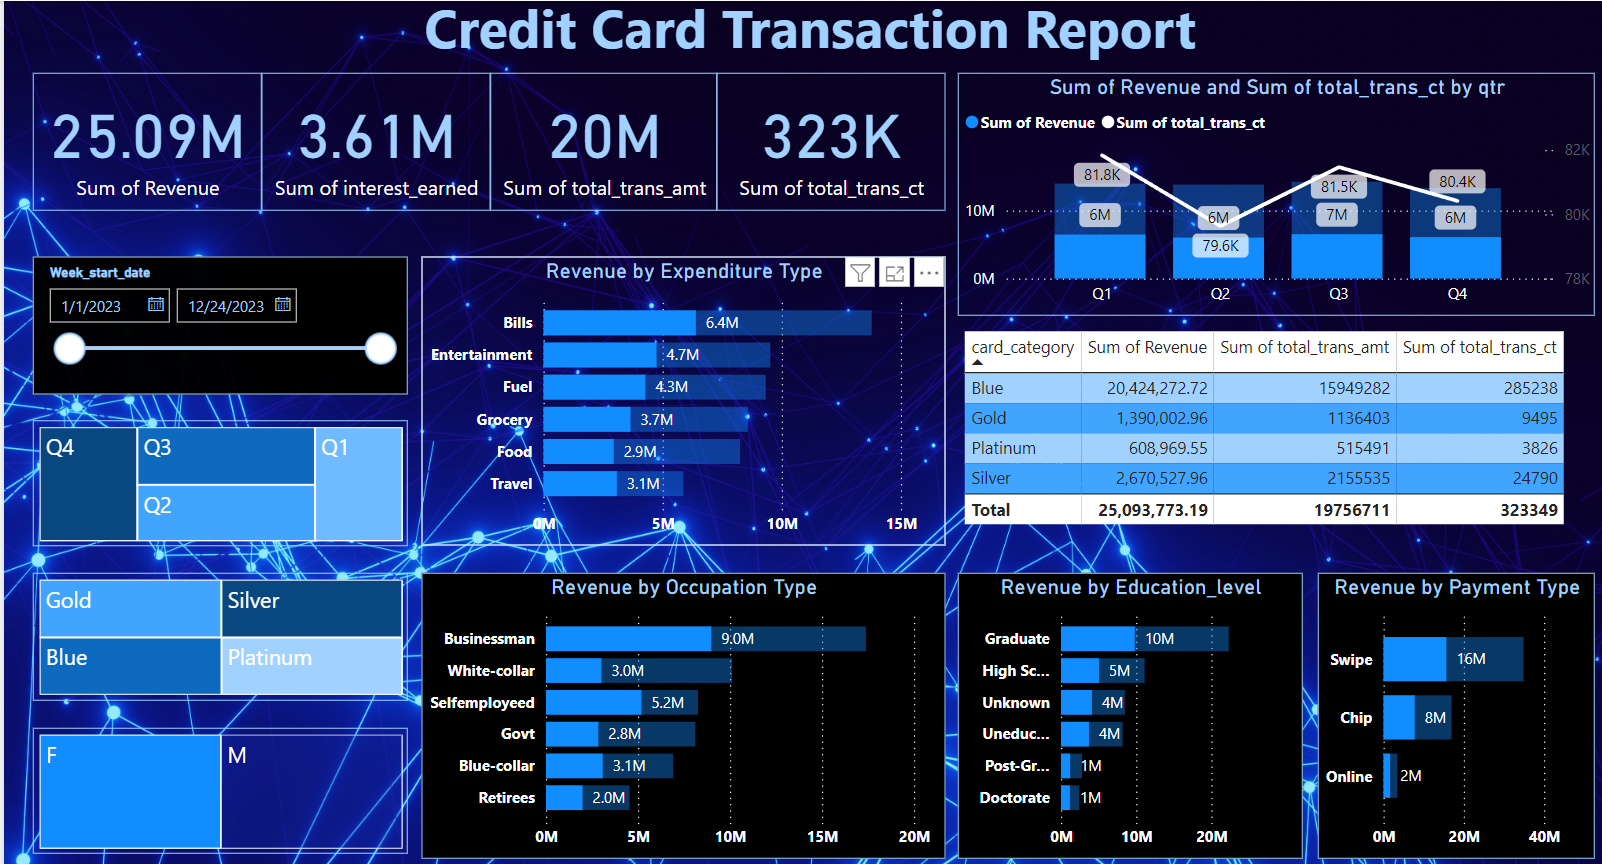 Credit Card Transaction Report
25.09M
Sum of Revenue
3.61M
Sum of interest_earned
20M
Sum of total_trans_amt
323K
Sum of total_trans_ct
Sum of Revenue and Sum of total_trans_ct by qtr
Sum of Revenue Sum of total_trans_ct
82K
81.8K
81.5K
80.4K
10M
6M
6M
7M
6M
80K
79.6K
0M
78K
Q1 Q2 Q3 Q4
Week_start_date
1/1/2023 12/24/2023
Q4 Q3 Q1
Q2
Gold Silver
Blue Platinum
F M
Revenue by Expenditure Type
Bills 6.4M
Entertainment 4.7M
Fuel 4.3M
Grocery 3.7M
Food 2.9M
Travel 3.1M
0M 5M 10M 15M
card_category Sum of Revenue Sum of total_trans_amt Sum of total_trans_ct
Blue 20,424,272.72 15949282 285238
Gold 1,390,002.96 1136403 9495
Platinum 608,969.55 515491 3826
Silver 2,670,527.96 2155535 24790
Total 25,093,773.19 19756711 323349
Revenue by Occupation Type
Businessman 9.0M
White-collar 3.0M
Selfemployeed 5.2M
Govt 2.8M
Blue-collar 3.1M
Retirees 2.0M
0M 5M 10M 15M 20M
Revenue by Education_level
Graduate 10M
High Sc... 5M
Unknown 4M
Uneduc... 4M
Post-Gr... 1M
Doctorate 1M
0M 10M 20M
Revenue by Payment Type
Swipe 16M
Chip 8M
Online 2M
0M 20M 40M